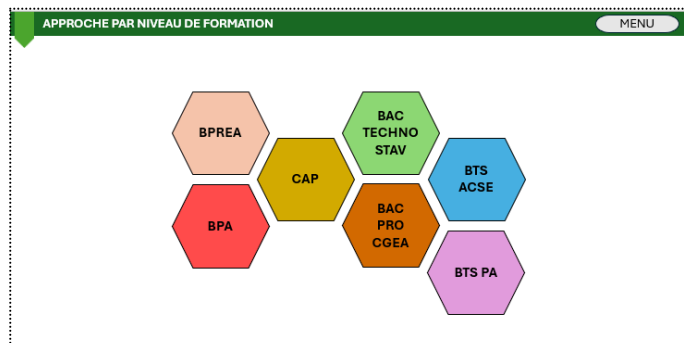 APPROCHE PAR NIVEAU DE FORMATION
MENU
BPREA
BAC
TECHNO
STAV
CAP
BTS
ACSE
BPA
BAC
PRO
CGEA
BTS PA